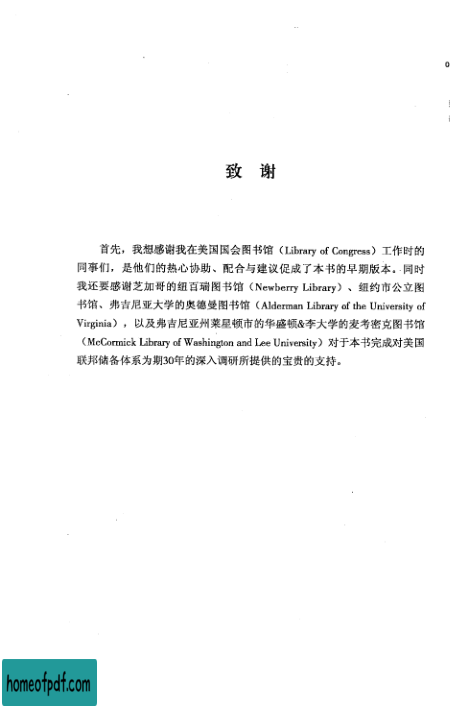 致 谢
首先，我想感谢我在美国国会图书馆（Library of Congress）工作时的
同事们，是他们的热心协助、配合与建议促成了本书的早期版本。同时
我还要感谢芝加哥的纽百瑞图书馆（Newberry Library）、纽约市公立图
书馆、弗吉尼亚大学的奥德曼图书馆（Alderman Library of the University of
Virginia），以及弗吉尼亚州莱星顿市的华盛顿&李大学的麦考密克图书馆
（McCormick Library of Washington and Lee University）对于本书完成对美国
联邦储备体系为期30年的深入调研所提供的宝贵的支持。
homeofpdf.com